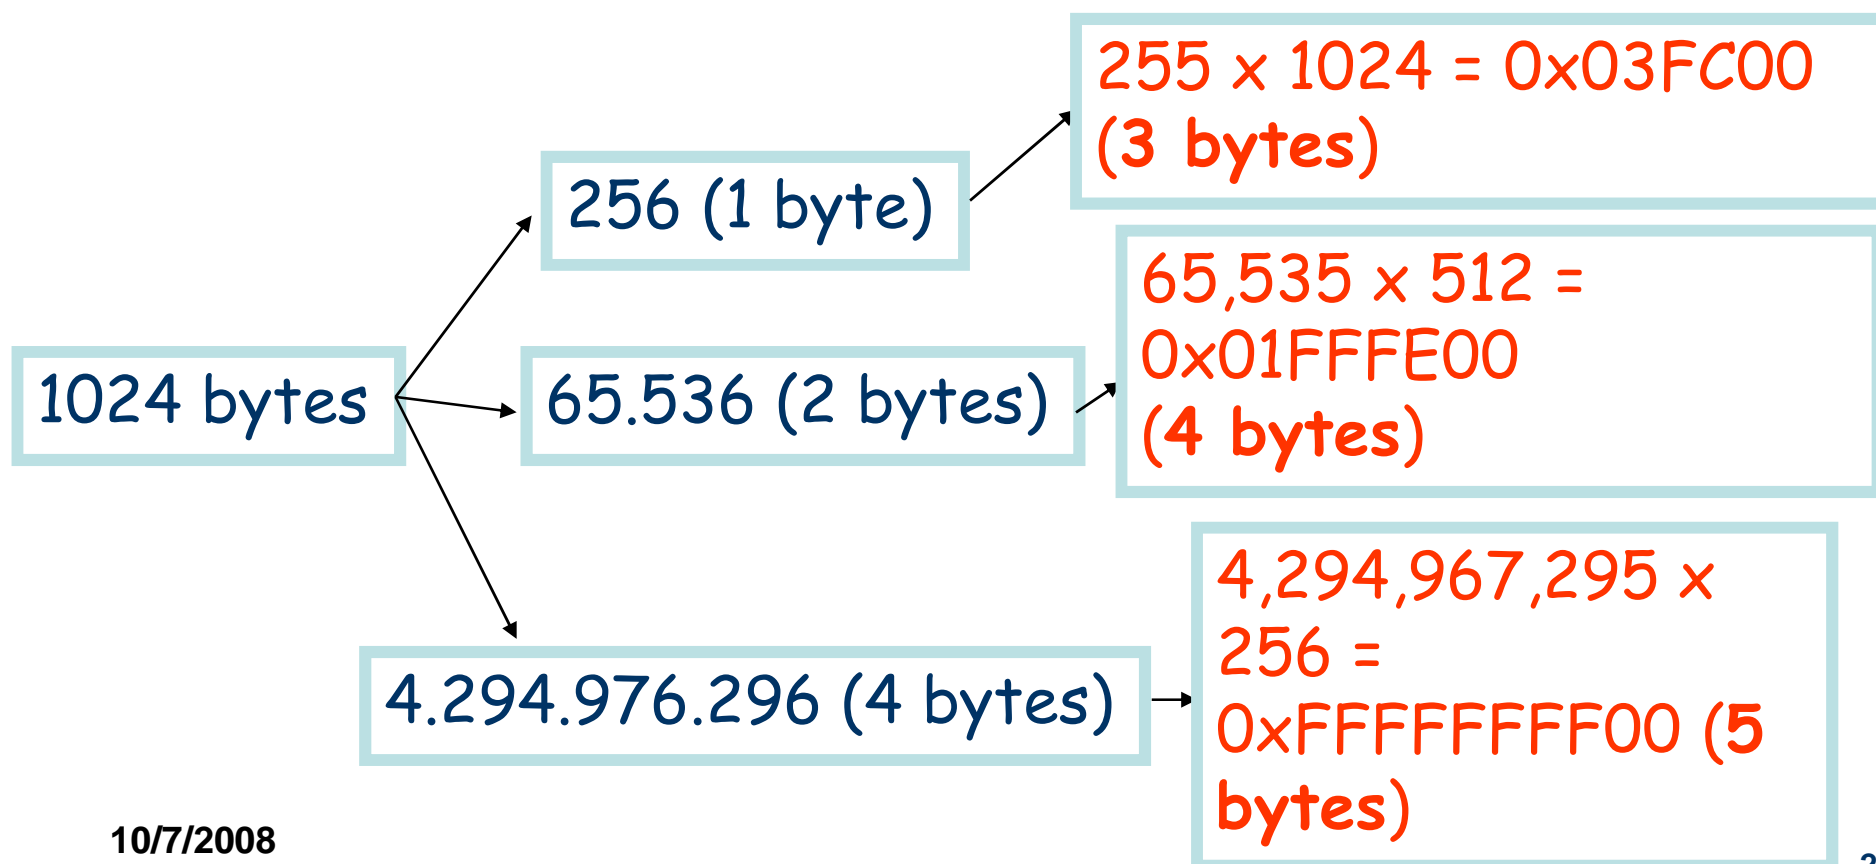 255 x 1024 = 0x03FC00
(3 bytes)
256 (1 byte)
65,535 x 512 =
0x01FFFE00
(4 bytes)
1024 bytes
65.536 (2 bytes)
4,294,967,295 x
256 =
0xFFFFFFFF00 (5
bytes)
4.294.976.296 (4 bytes)
10/7/2008